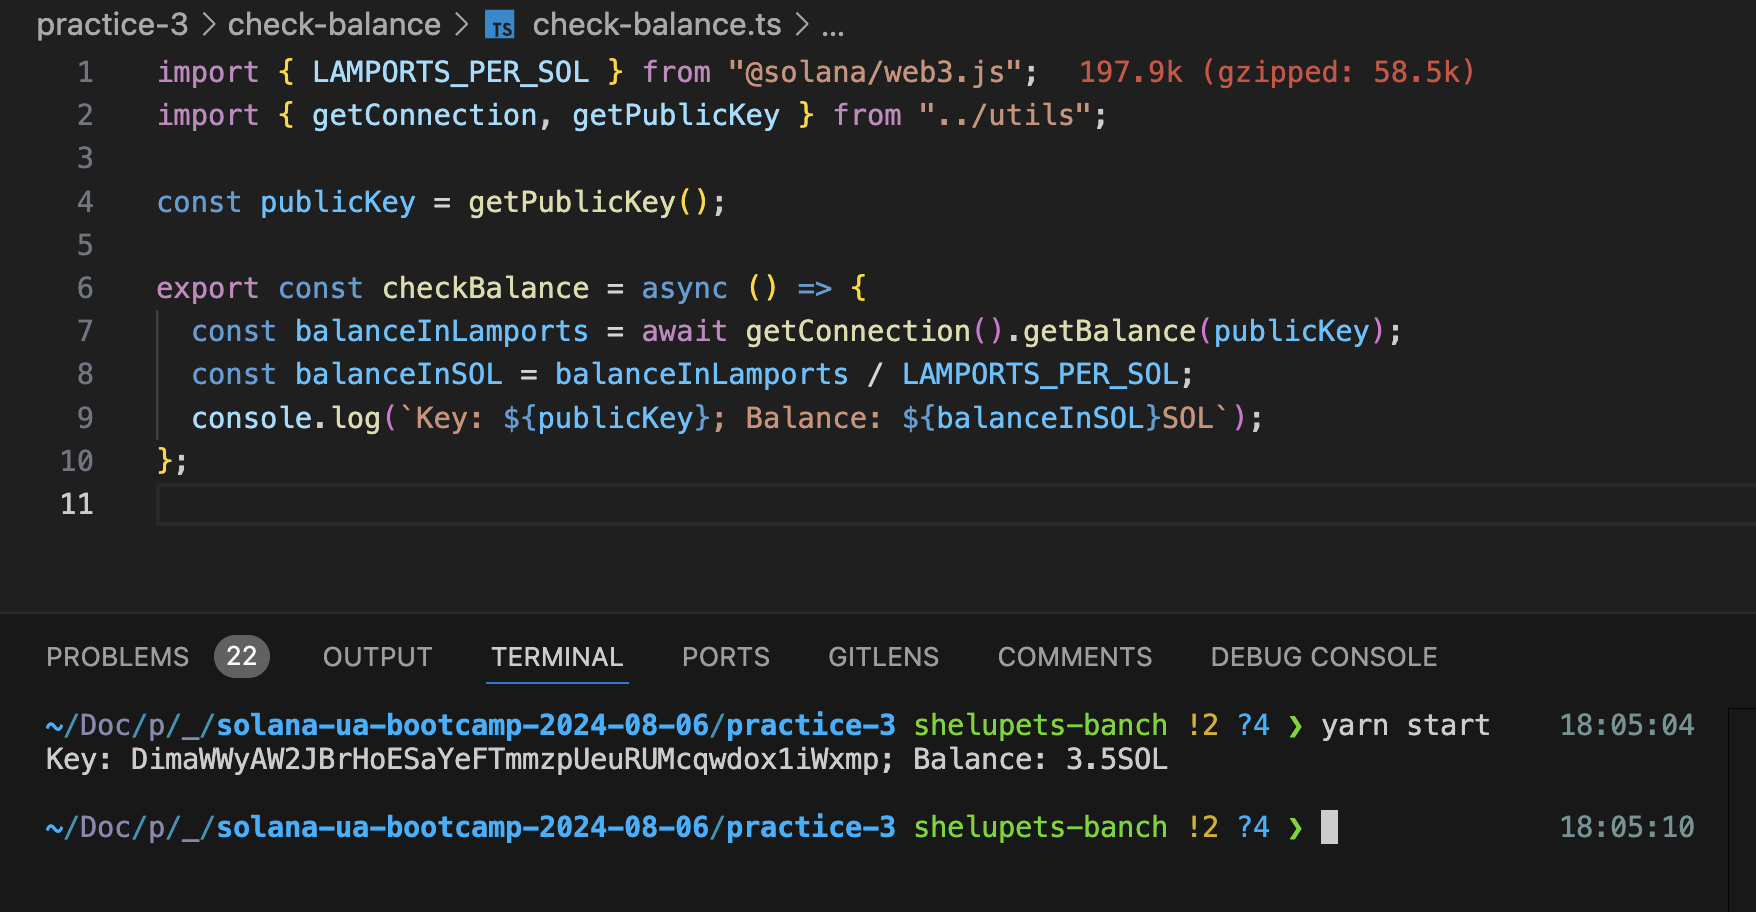 practice-3 > check-balance > TS check-balance.ts > ...
1 import { LAMPORTS_PER_SOL } from "@solana/web3.js"; 197.9k (gzipped: 58.5k)
2 import { getConnection, getPublicKey } from "../utils";
3
4 const publicKey = getPublicKey();
5
6 export const checkBalance = async () => {
7 const balanceInLamports = await getConnection().getBalance(publicKey);
8 const balanceInSOL = balanceInLamports / LAMPORTS_PER_SOL;
9 console.log(`Key: ${publicKey}; Balance: ${balanceInSOL}SOL`);
10 };
11
PROBLEMS 22 OUTPUT TERMINAL PORTS GITLENS COMMENTS DEBUG CONSOLE
~/Doc/p/_/solana-ua-bootcamp-2024-08-06/practice-3 shelupets-banch !2 ?4 ❯ yarn start 18:05:04
Key: DimaWWyAW2JBrHoESaYeFTmmzpUeuRUMcqwdox1iWxmp; Balance: 3.5SOL
~/Doc/p/_/solana-ua-bootcamp-2024-08-06/practice-3 shelupets-banch !2 ?4 ❯ 18:05:10